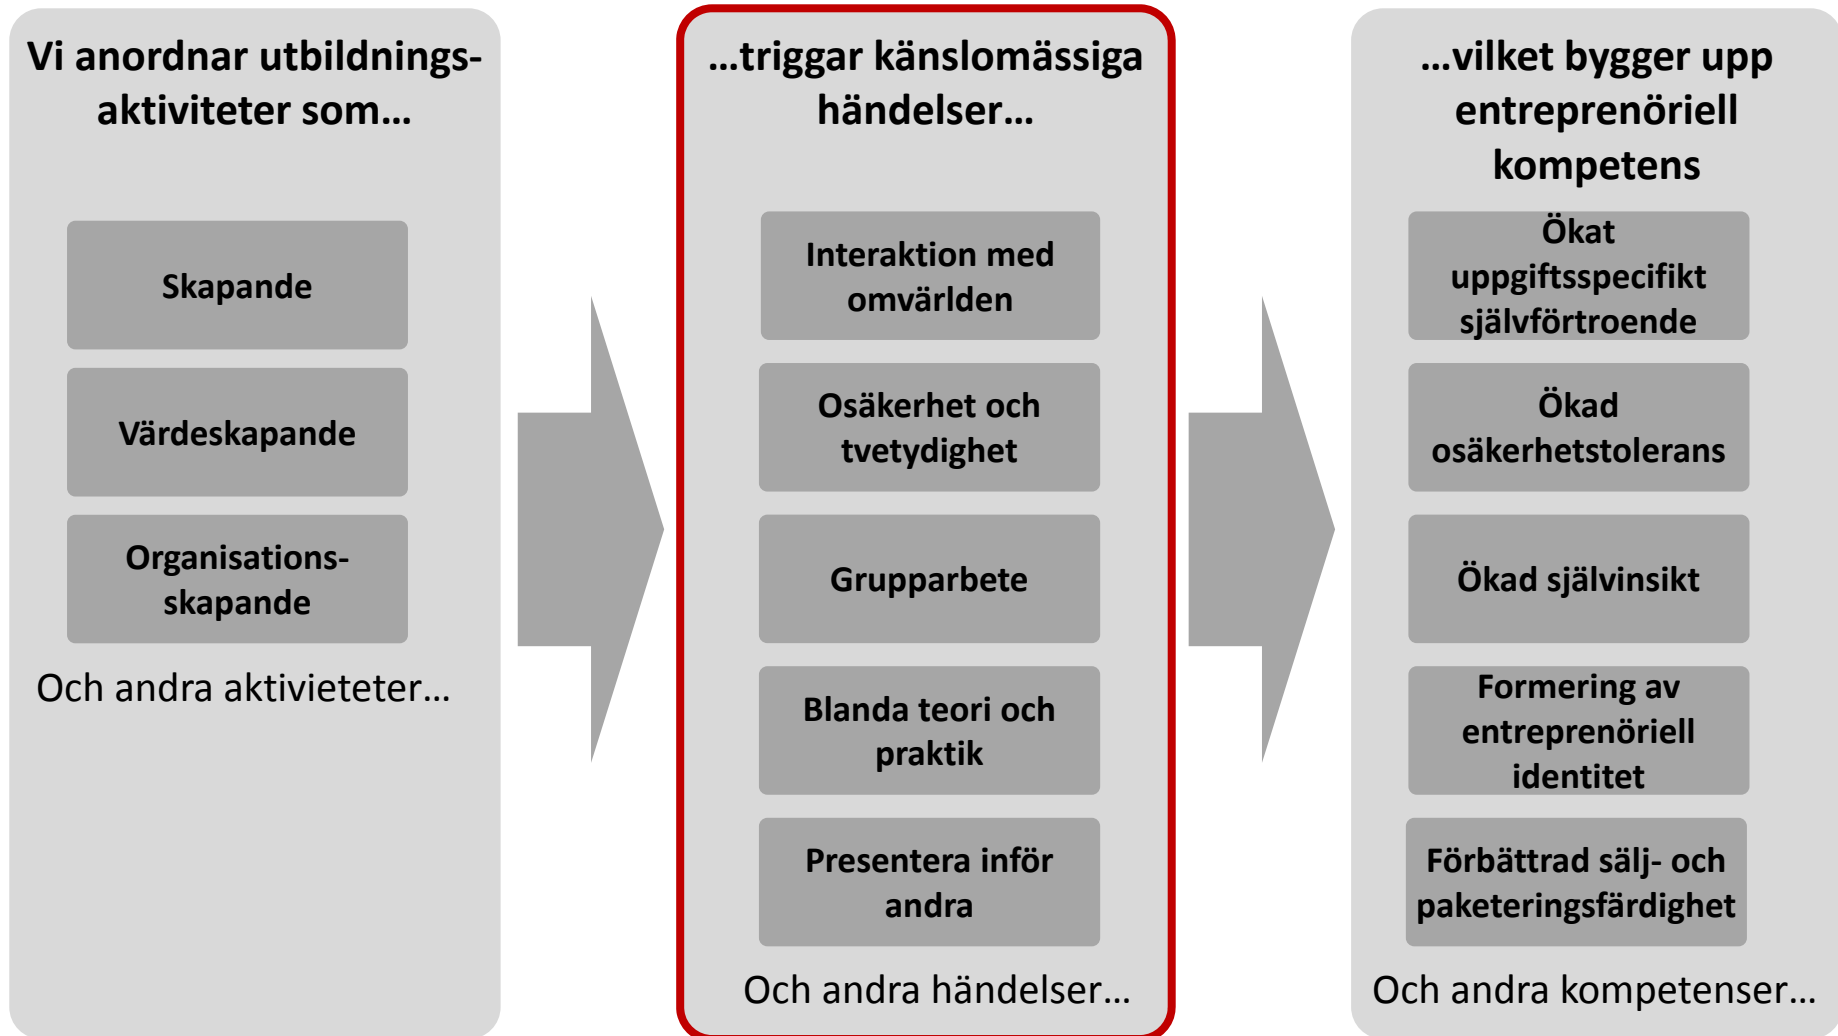 Vi anordnar utbildnings-
aktiviteter som…
Skapande
Värdeskapande
Organisations-
skapande
Och andra aktivieteter…
…triggar känslomässiga
händelser…
Interaktion med
omvärlden
Osäkerhet och
tvetydighet
Grupparbete
Blanda teori och
praktik
Presentera inför
andra
Och andra händelser…
…vilket bygger upp
entreprenöriell
kompetens
Ökat
uppgiftsspecifikt
självförtroende
Ökad
osäkerhetstolerans
Ökad självinsikt
Formering av
entreprenöriell
identitet
Förbättrad sälj- och
paketeringsfärdighet
Och andra kompetenser…